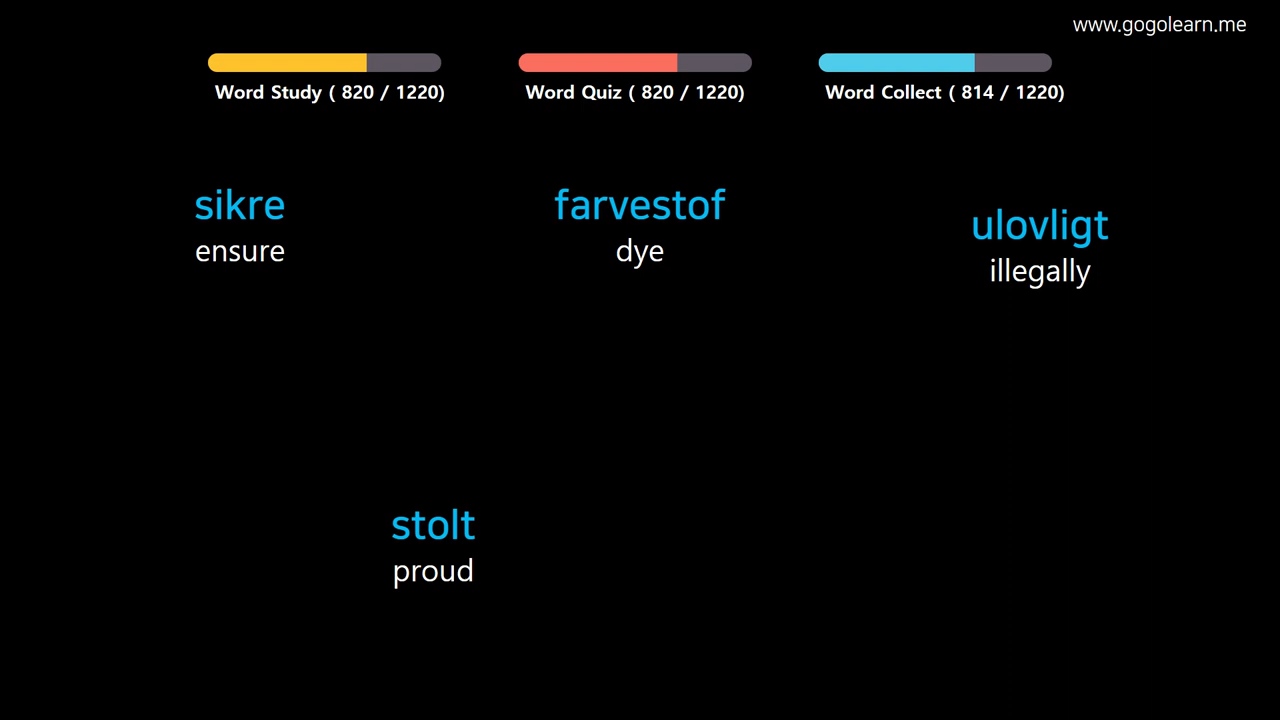 www.gogolearn.me
Word Study ( 820 / 1220)
Word Quiz ( 820 / 1220)
Word Collect ( 814 / 1220)
sikre
ensure
farvestof
dye
ulovligt
illegally
stolt
proud